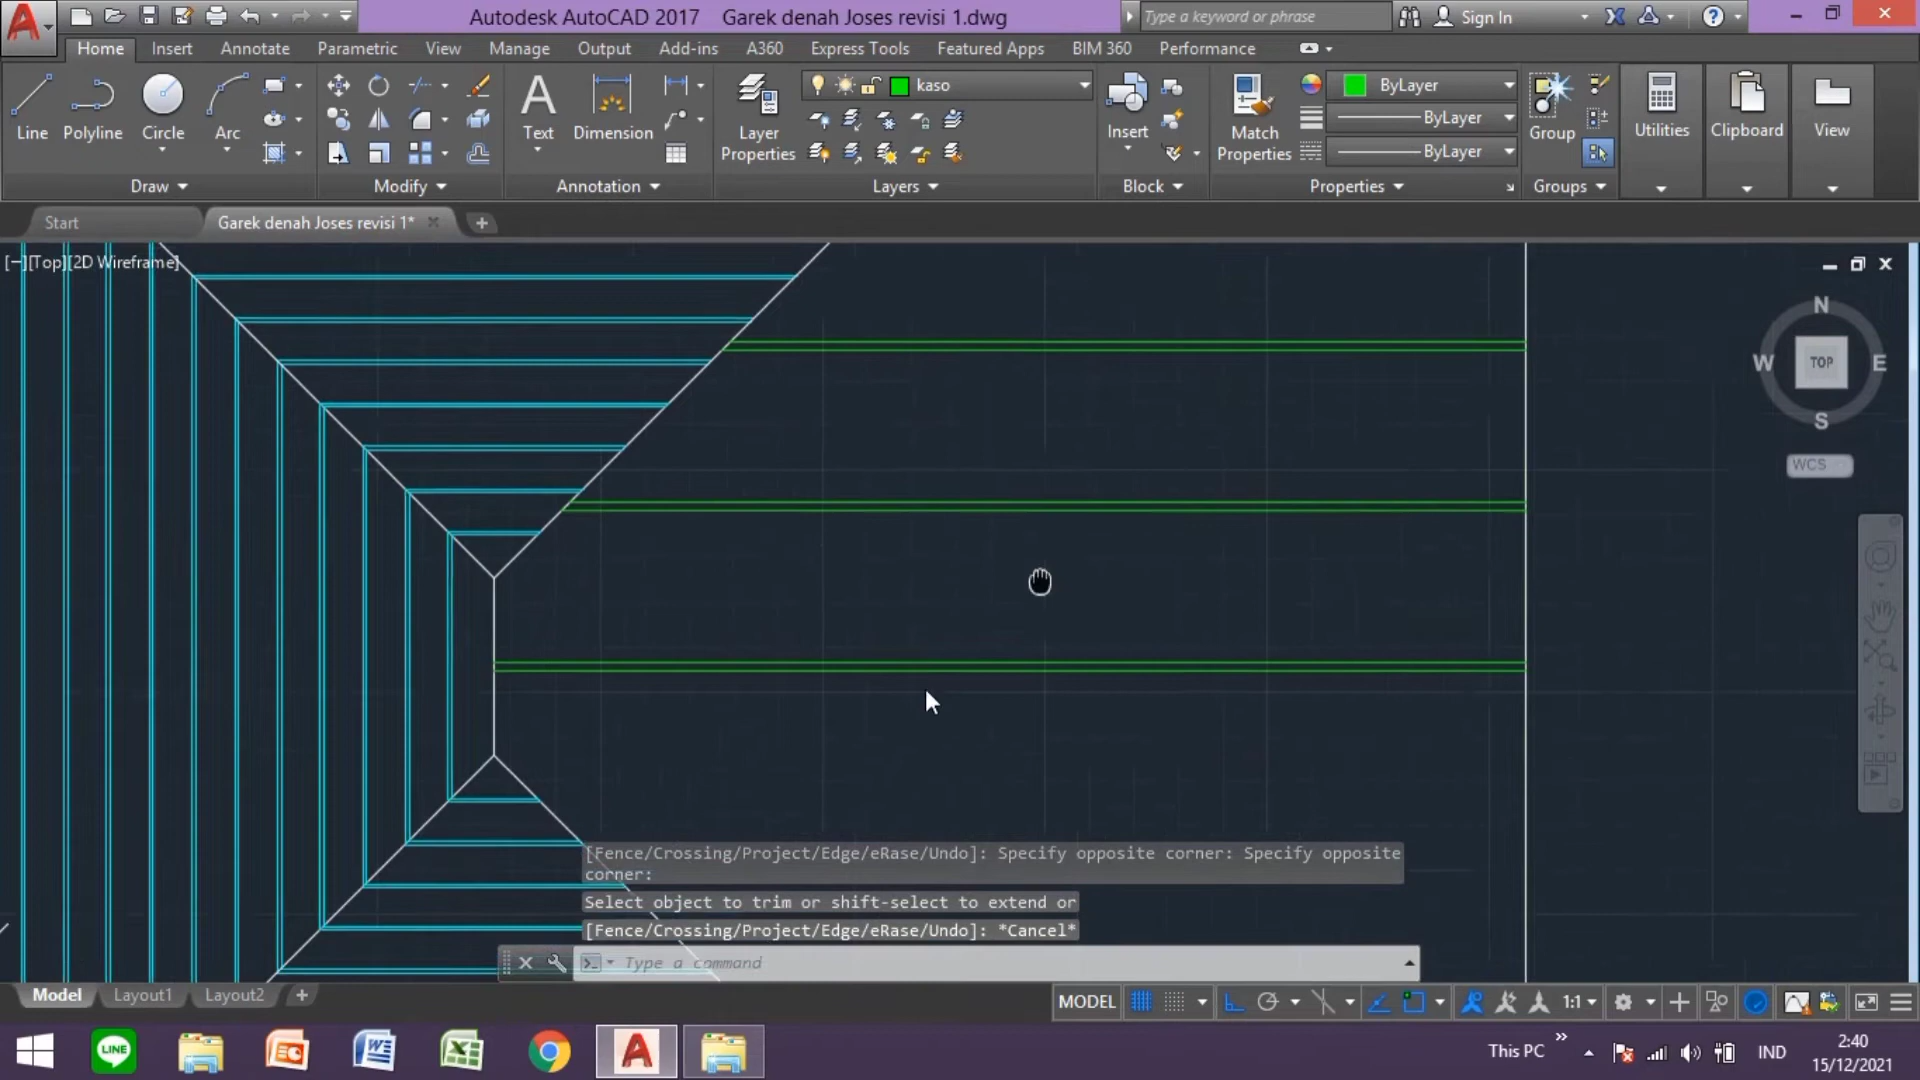 Autodesk AutoCAD 2017 Garek denah Joses revisi 1.dwg
Type a keyword or phrase
Sign In
Home Insert Annotate Parametric View Manage Output Add-ins A360 Express Tools Featured Apps BIM 360 Performance
kaso
ByLayer
ByLayer
ByLayer
Line Polyline Circle Arc
Text Dimension
Layer Properties
Insert
Match Properties
Group
Utilities
Clipboard
View
Draw Modify Annotation Layers Block Properties Groups
Start
Garek denah Joses revisi 1*
[−][Top][2D Wireframe]
N
W TOP E
S
WCS
[Fence/Crossing/Project/Edge/eRase/Undo]: Specify opposite corner: Specify opposite
corner:
Select object to trim or shift-select to extend or
[Fence/Crossing/Project/Edge/eRase/Undo]: *Cancel*
Type a command
Model Layout1 Layout2
MODEL
1:1
LINE
This PC
IND
2:40
15/12/2021